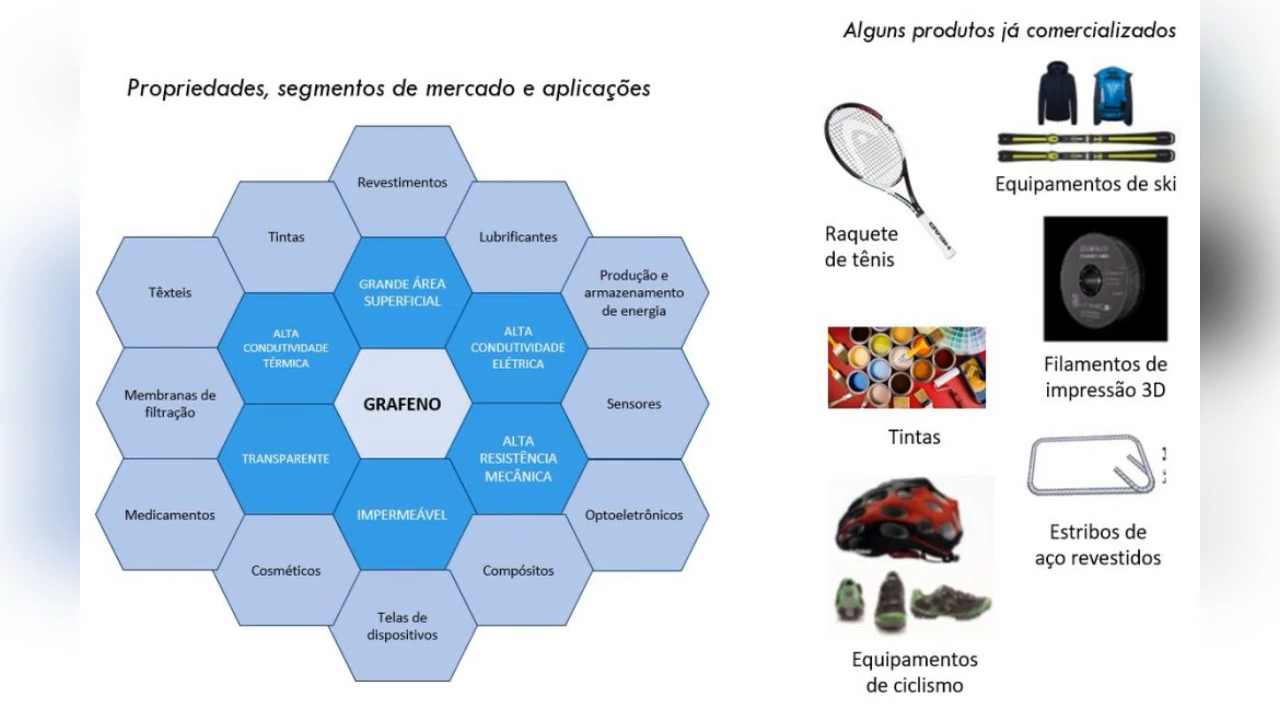 Propriedades, segmentos de mercado e aplicações
Revestimentos
Tintas
Lubrificantes
Têxteis
GRANDE ÁREA
SUPERFICIAL
Produção e
armazenamento
de energia
ALTA
CONDUTIVIDADE
TÉRMICA
ALTA
CONDUTIVIDADE
ELÉTRICA
Membranas de
filtração
GRAFENO
Sensores
TRANSPARENTE
ALTA
RESISTÊNCIA
MECÂNICA
Medicamentos
IMPERMEÁVEL
Optoeletrônicos
Cosméticos
Compósitos
Telas de
dispositivos
Alguns produtos já comercializados
HEAD
Raquete
de tênis
Equipamentos de ski
Filamentos de
impressão 3D
Tintas
Estribos de
aço revestidos
Equipamentos
de ciclismo